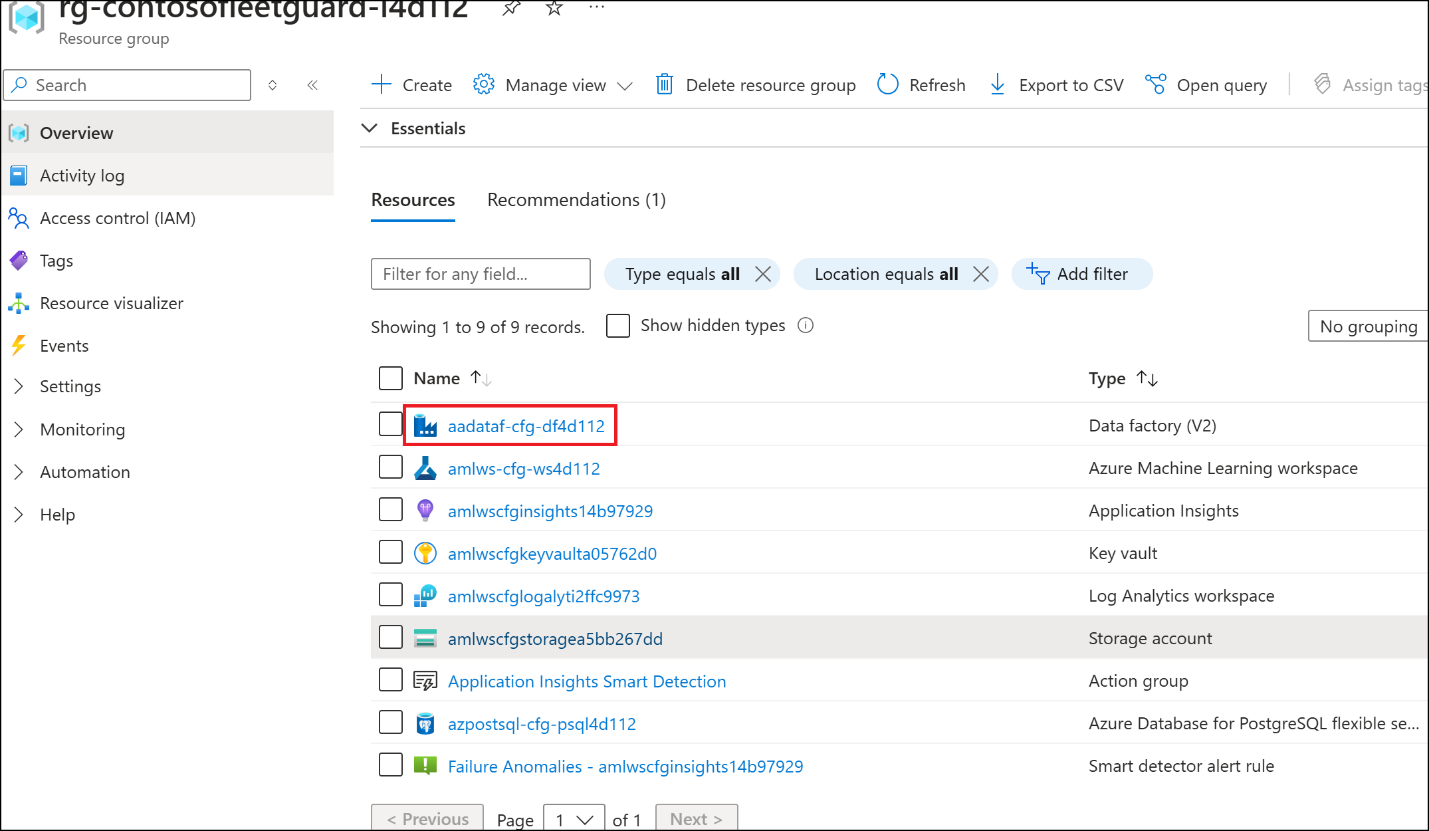 rg-contosofleetguard-f4d112
Resource group
Search
Overview
Activity log
Access control (IAM)
Tags
Resource visualizer
Events
Settings
Monitoring
Automation
Help
Create Manage view Delete resource group Refresh Export to CSV Open query Assign tags
Essentials
Resources Recommendations (1)
Filter for any field... Type equals all Location equals all Add filter
Showing 1 to 9 of 9 records. Show hidden types No grouping
Name Type
aadataf-cfg-df4d112 Data factory (V2)
amlws-cfg-ws4d112 Azure Machine Learning workspace
amlwscfginsights14b97929 Application Insights
amlwscfgkeyvaulta05762d0 Key vault
amlwscfglogalyti2ffc9973 Log Analytics workspace
amlwscfgstoragea5bb267dd Storage account
Application Insights Smart Detection Action group
azpostsql-cfg-psql4d112 Azure Database for PostgreSQL flexible se...
Failure Anomalies - amlwscfginsights14b97929 Smart detector alert rule
< Previous Page 1 of 1 Next >